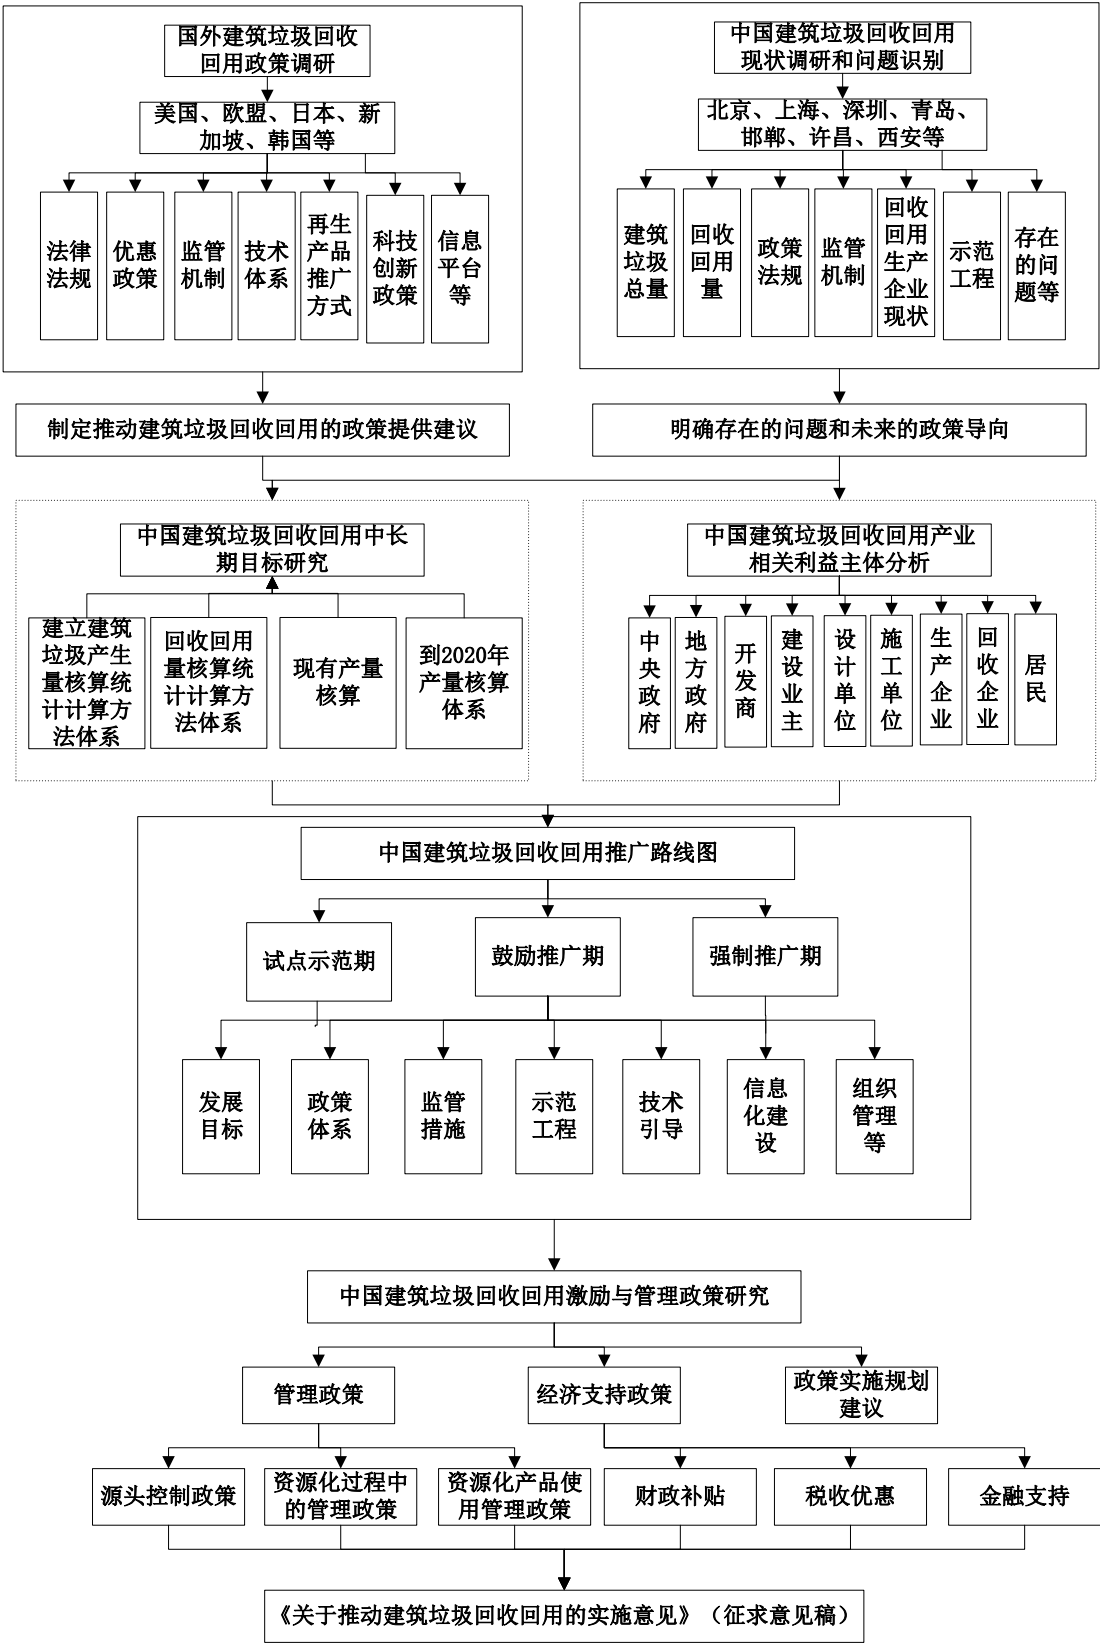 国外建筑垃圾回收
回用政策调研
美国、欧盟、日本、新
加坡、韩国等
法律
法规
优惠
政策
监管
机制
技术
体系
再生
产品
推广
方式
科技
创新
政策
信息
平台
等
中国建筑垃圾回收回用
现状调研和问题识别
北京、上海、深圳、青岛、
邯郸、许昌、西安等
建筑
垃圾
总量
回收
回用
量
政策
法规
监管
机制
回收
回用
生产
企业
现状
示范
工程
存在
的问
题等
制定推动建筑垃圾回收回用的政策提供建议
明确存在的问题和未来的政策导向
中国建筑垃圾回收回用中长
期目标研究
建立建筑
垃圾产生
量核算统
计计算方
法体系
回收回用
量核算统
计计算方
法体系
现有产量
核算
到2020年
产量核算
体系
中国建筑垃圾回收回用产业
相关利益主体分析
中
央
政
府
地
方
政
府
开
发
商
建
设
业
主
设
计
单
位
施
工
单
位
生
产
企
业
回
收
企
业
居
民
中国建筑垃圾回收回用推广路线图
试点示范期
鼓励推广期
强制推广期
发展
目标
政策
体系
监管
措施
示范
工程
技术
引导
信息
化建
设
组织
管理
等
中国建筑垃圾回收回用激励与管理政策研究
管理政策
经济支持政策
政策实施规划
建议
源头控制政策
资源化过程中
的管理政策
资源化产品使
用管理政策
财政补贴
税收优惠
金融支持
《关于推动建筑垃圾回收回用的实施意见》（征求意见稿）